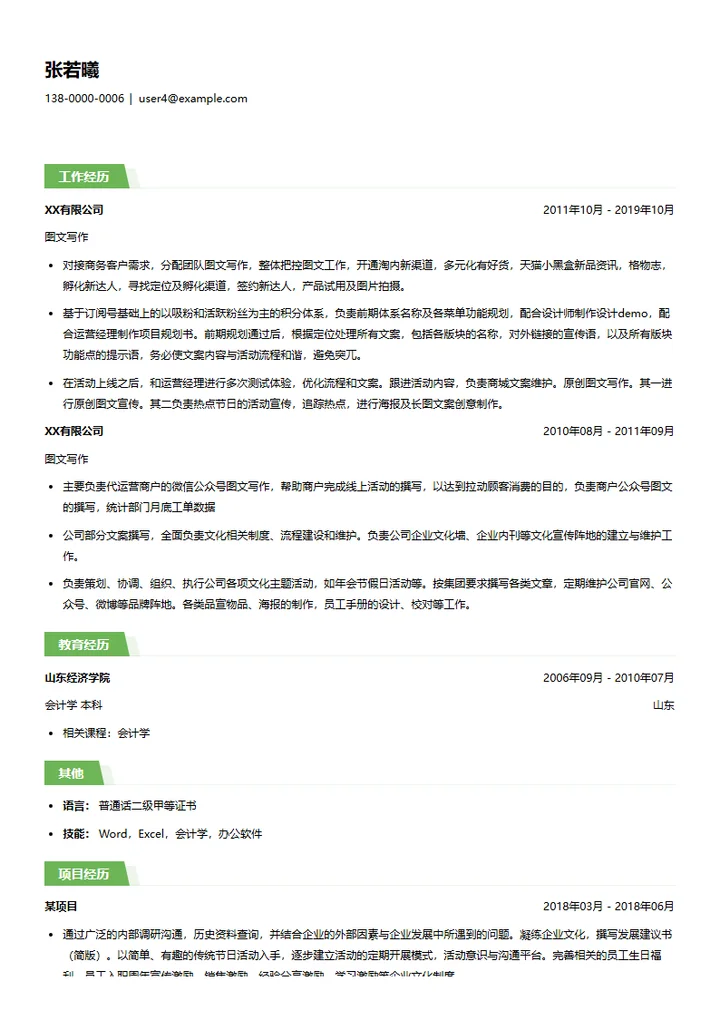 张若曦
138-0000-0006 | user4@example.com
工作经历
XX有限公司 2011年10月 - 2019年10月
图文写作
• 对接商务客户需求，分配团队图文写作，整体把控图文工作，开通淘内新渠道，多元化有好货，天猫小黑盒新品资讯，格物志，
孵化新达人，寻找定位及孵化渠道，签约新达人，产品试用及图片拍摄。
• 基于订阅号基础上的以吸粉和活跃粉丝为主的积分体系，负责前期体系名称及各菜单功能规划，配合设计师制作设计demo，配
合运营经理制作项目规划书。前期规划通过后，根据定位处理所有文案，包括各版块的名称，对外链接的宣传语，以及所有版块
功能点的提示语，务必使文案内容与活动流程和谐，避免突兀。
• 在活动上线之后，和运营经理进行多次测试体验，优化流程和文案。跟进活动内容，负责商城文案维护。原创图文写作。其一进
行原创图文宣传。其二负责热点节日的活动宣传，追踪热点，进行海报及长图文案创意制作。
XX有限公司 2010年08月 - 2011年09月
图文写作
• 主要负责代运营商户的微信公众号图文写作，帮助商户完成线上活动的撰写，以达到拉动顾客消费的目的，负责商户公众号图文
的撰写，统计部门月底工单数据
• 公司部分文案撰写，全面负责文化相关制度、流程建设和维护。负责公司企业文化墙、企业内刊等文化宣传阵地的建立与维护工
作。
• 负责策划、协调、组织、执行公司各项文化主题活动，如年会节假日活动等。按集团要求撰写各类文章，定期维护公司官网、公
众号、微博等品牌阵地。各类品宣物品、海报的制作，员工手册的设计、校对等工作。
教育经历
山东经济学院 2006年09月 - 2010年07月
会计学 本科 山东
• 相关课程：会计学
其他
• 语言： 普通话二级甲等证书
• 技能： Word，Excel，会计学，办公软件
项目经历
某项目 2018年03月 - 2018年06月
• 通过广泛的内部调研沟通，历史资料查询，并结合企业的外部因素与企业发展中所遇到的问题。凝练企业文化，撰写发展建议书
（简版）。以简单、有趣的传统节日活动入手，逐步建立活动的定期开展模式，活动意识与沟通平台。完善相关的员工生日福
利、员工入职周年宣传激励、销售激励、经验分享激励、学习激励等企业文化制度